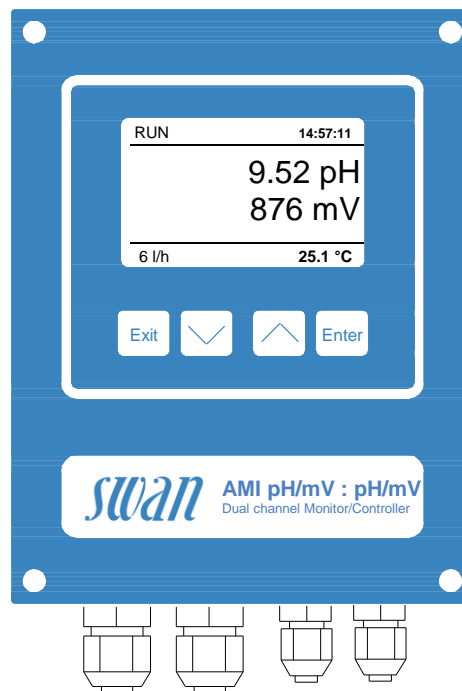 RUN 14:57:11
9.52 pH
876 mV
6 l/h 25.1 °C
Exit Enter
swan AMI pH/mV : pH/mV
Dual channel Monitor/Controller